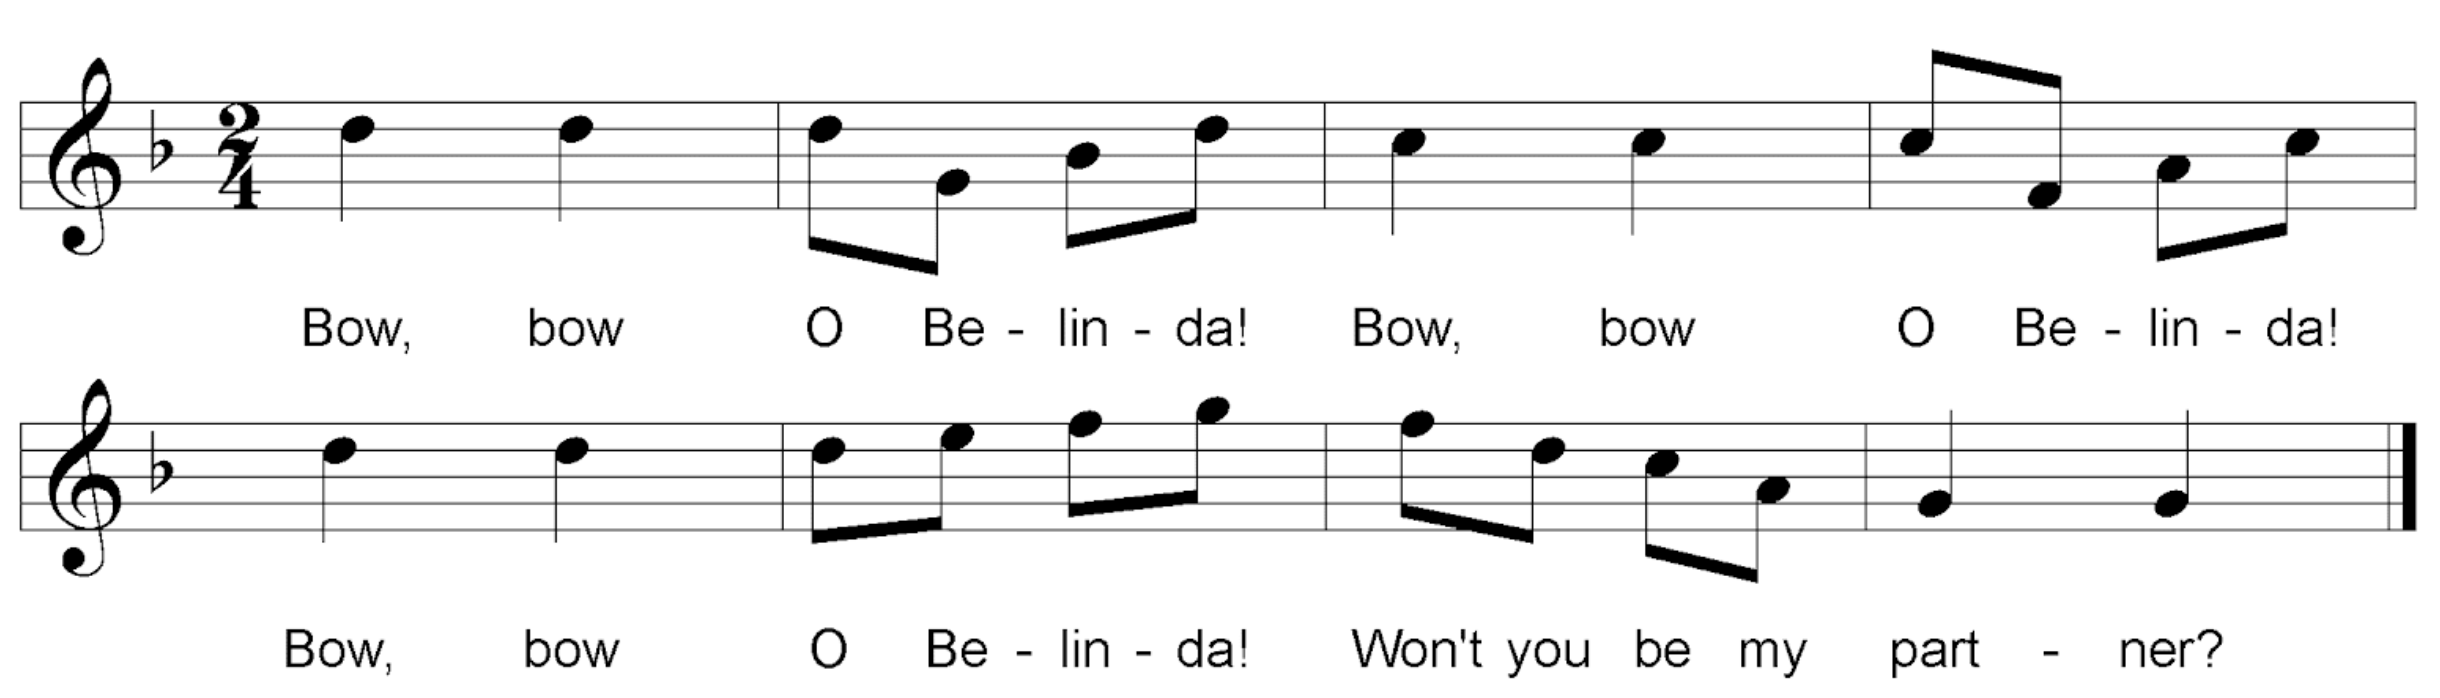 2
4
Bow, bow O Be - lin - da! Bow, bow O Be - lin - da!
Bow, bow O Be - lin - da! Won't you be my part - ner?